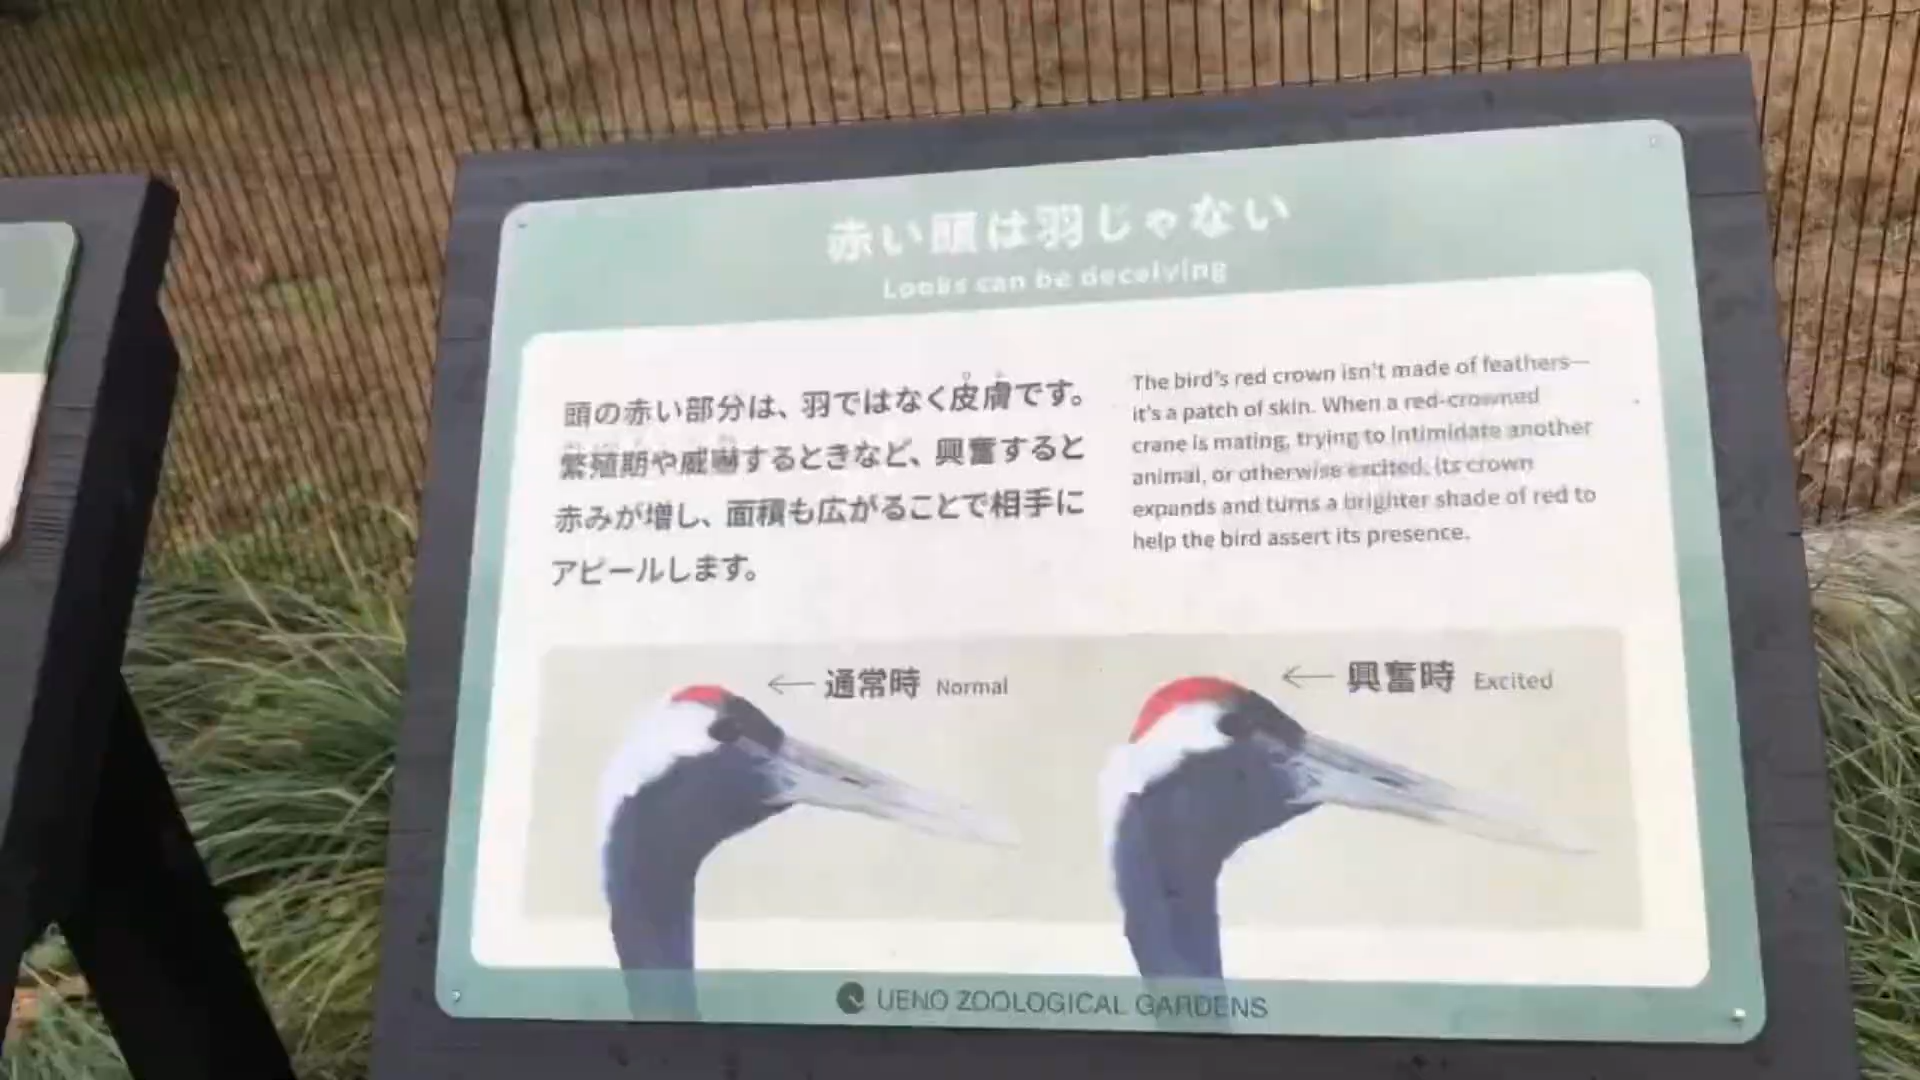 赤い頭は羽じゃない
Looks can be deceiving
頭の赤い部分は、羽ではなく皮膚です。
繁殖期や威嚇するときなど、興奮すると
赤みが増し、面積も広がることで相手に
アピールします。
The bird's red crown isn't made of feathers—
it's a patch of skin. When a red-crowned
crane is mating, trying to intimidate another
animal, or otherwise excited, its crown
expands and turns a brighter shade of red to
help the bird assert its presence.
← 通常時 Normal
← 興奮時 Excited
UENO ZOOLOGICAL GARDENS